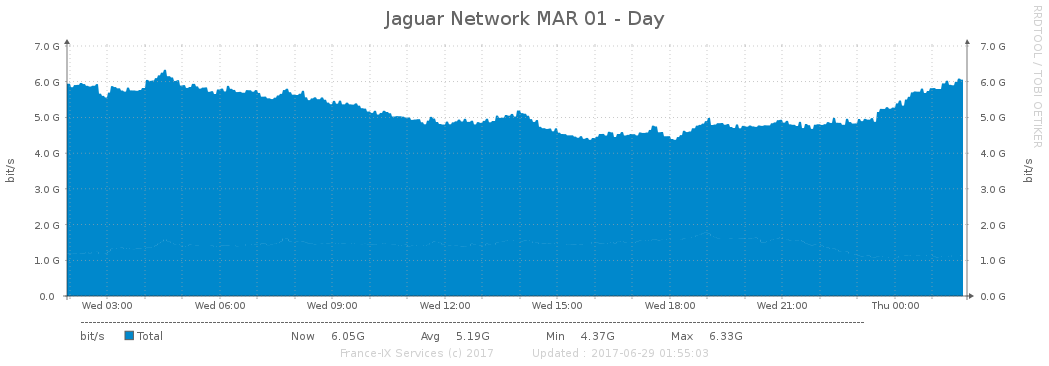 Jaguar Network MAR 01 - Day
RRDTOOL / TOBI OETIKER
7.0 G 7.0 G
6.0 G 6.0 G
5.0 G 5.0 G
4.0 G 4.0 G
3.0 G 3.0 G
2.0 G 2.0 G
1.0 G 1.0 G
0.0 0.0 G
bit/s
bit/s
Wed 03:00 Wed 06:00 Wed 09:00 Wed 12:00 Wed 15:00 Wed 18:00 Wed 21:00 Thu 00:00
bit/s Total Now 6.05G Avg 5.19G Min 4.37G Max 6.33G
France-IX Services (c) 2017 Updated : 2017-06-29 01:55:03